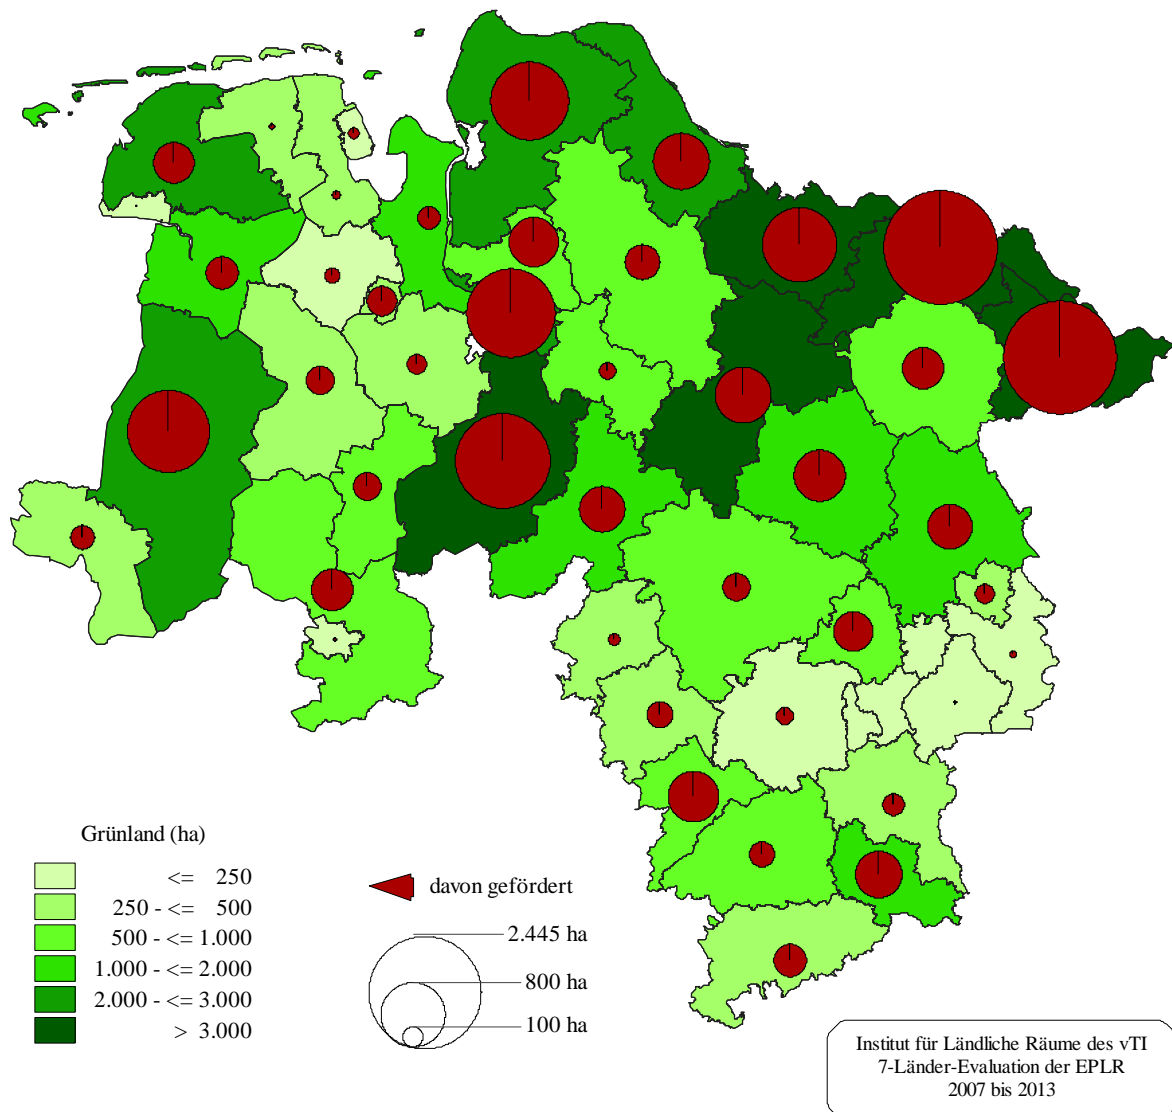 Grünland (ha)
<= 250
250 - <= 500
500 - <= 1.000
1.000 - <= 2.000
2.000 - <= 3.000
> 3.000
davon gefördert
2.445 ha
800 ha
100 ha
Institut für Ländliche Räume des vTI
7-Länder-Evaluation der EPLR
2007 bis 2013